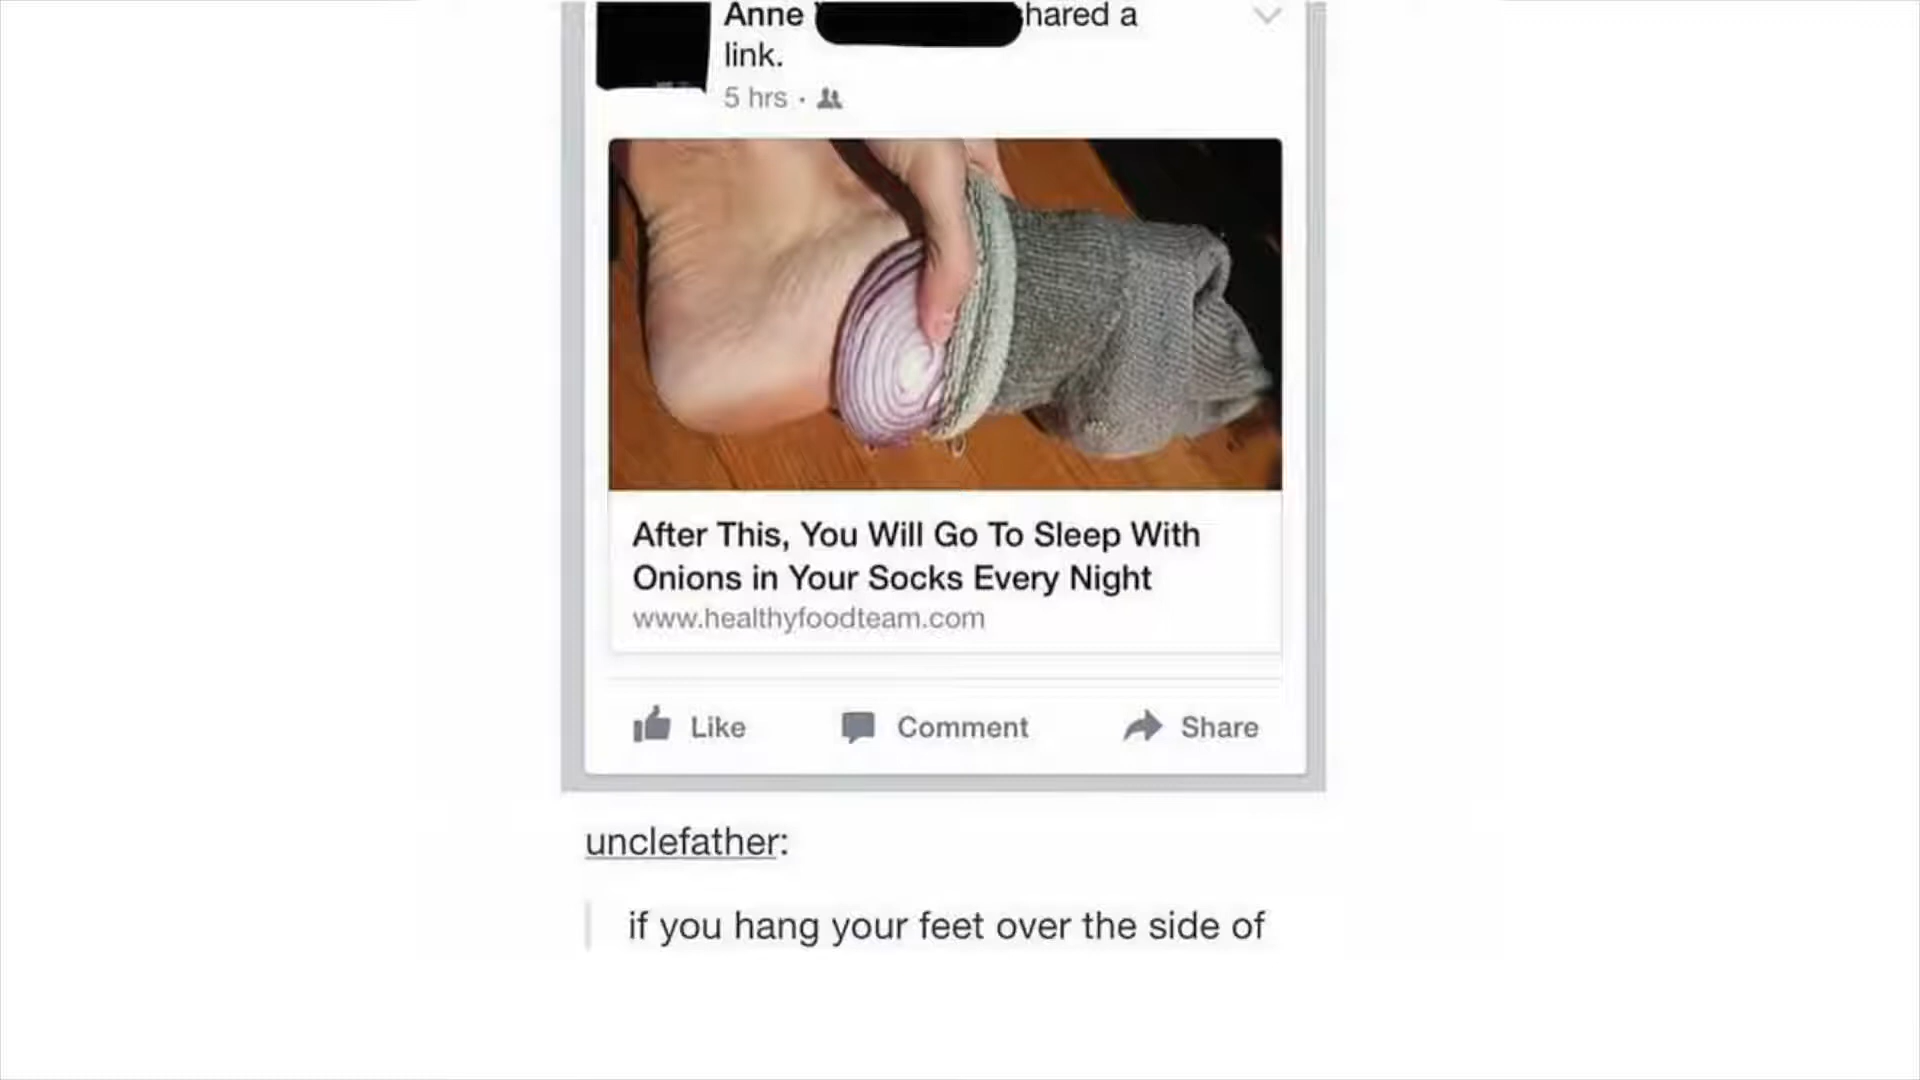 Anne hared a
link.
5 hrs ·
After This, You Will Go To Sleep With
Onions in Your Socks Every Night
www.healthyfoodteam.com
Like Comment Share
unclefather:
if you hang your feet over the side of